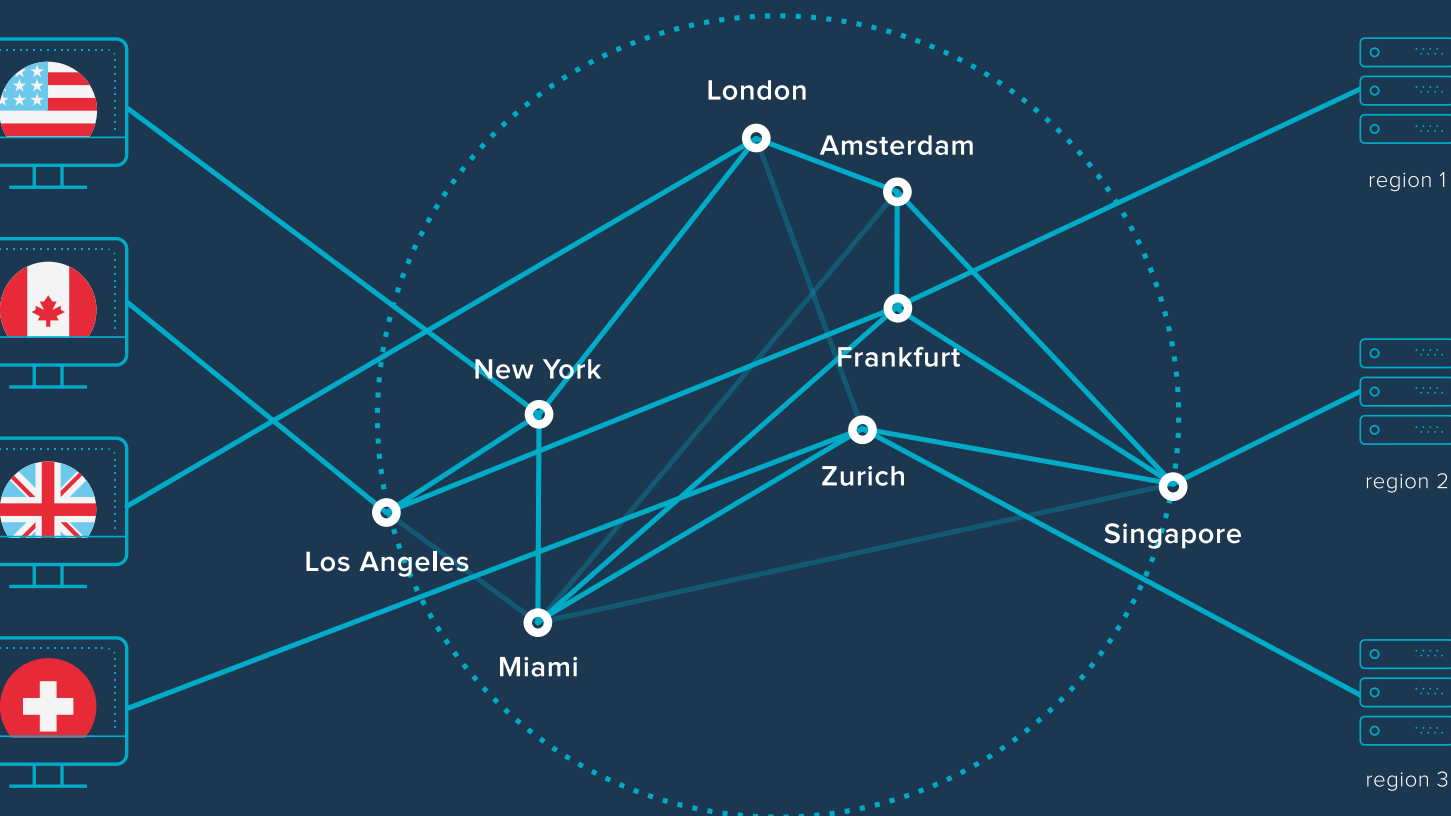 London
Amsterdam
region 1
Frankfurt
New York
Zurich
region 2
Singapore
Los Angeles
Miami
region 3